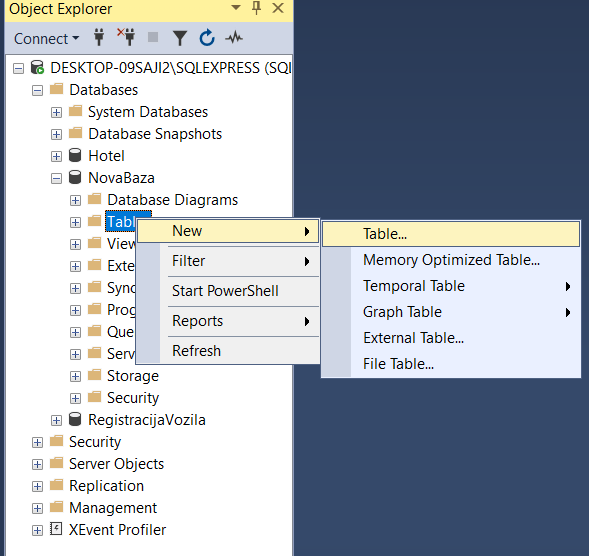 Object Explorer
Connect
DESKTOP-09SAJI2\SQLEXPRESS (SQl
Databases
System Databases
Database Snapshots
Hotel
NovaBaza
Database Diagrams
Tabl
View
Exte
Syno
Prog
Que
Serv
Storage
Security
RegistracijaVozila
Security
Server Objects
Replication
Management
XEvent Profiler
New
Filter
Start PowerShell
Reports
Refresh
Table...
Memory Optimized Table...
Temporal Table
Graph Table
External Table...
File Table...